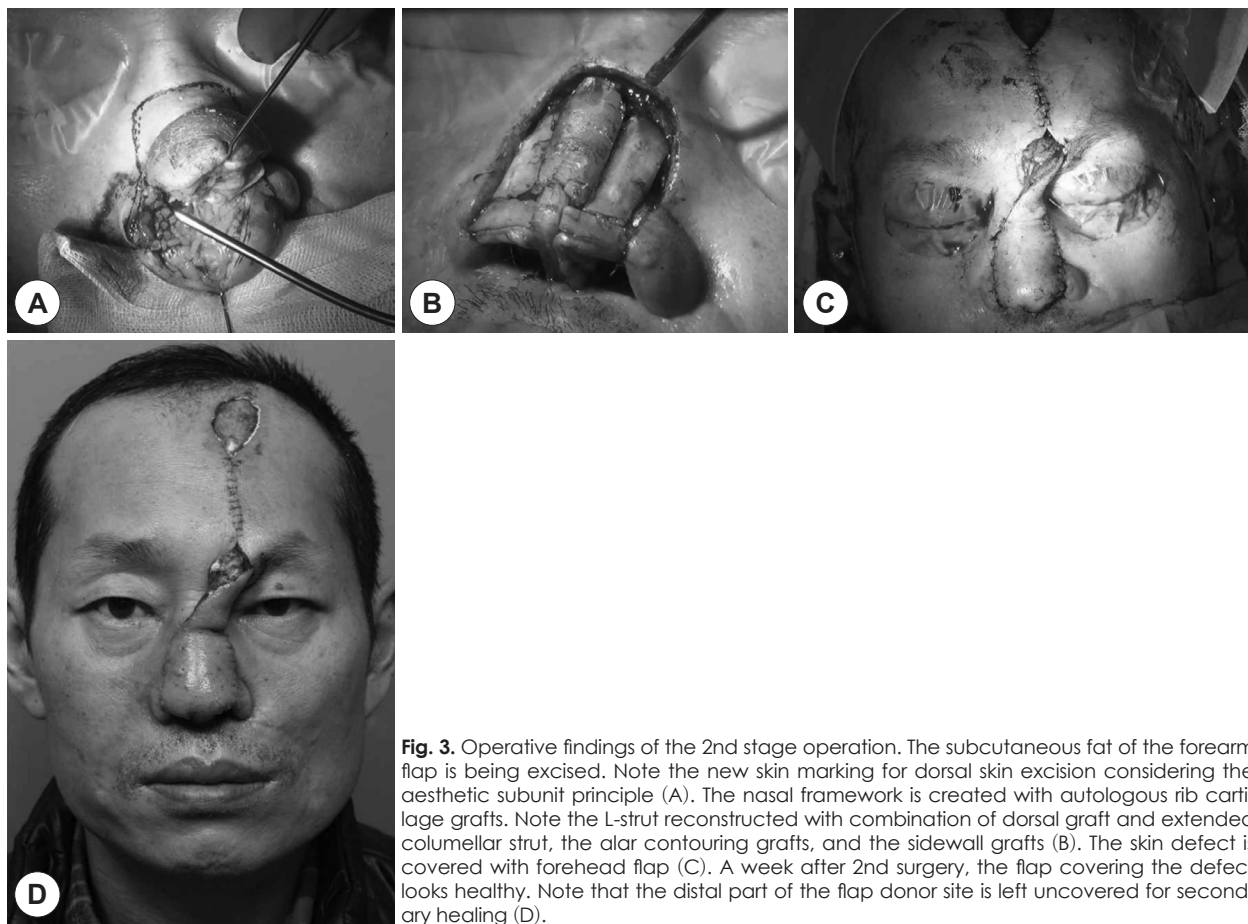 A
B
C
D
Fig. 3. Operative findings of the 2nd stage operation. The subcutaneous fat of the forearm
flap is being excised. Note the new skin marking for dorsal skin excision considering the
aesthetic subunit principle (A). The nasal framework is created with autologous rib carti
lage grafts. Note the L-strut reconstructed with combination of dorsal graft and extended
columellar strut, the alar contouring grafts, and the sidewall grafts (B). The skin defect is
covered with forehead flap (C). A week after 2nd surgery, the flap covering the defect
looks healthy. Note that the distal part of the flap donor site is left uncovered for second
ary healing (D).